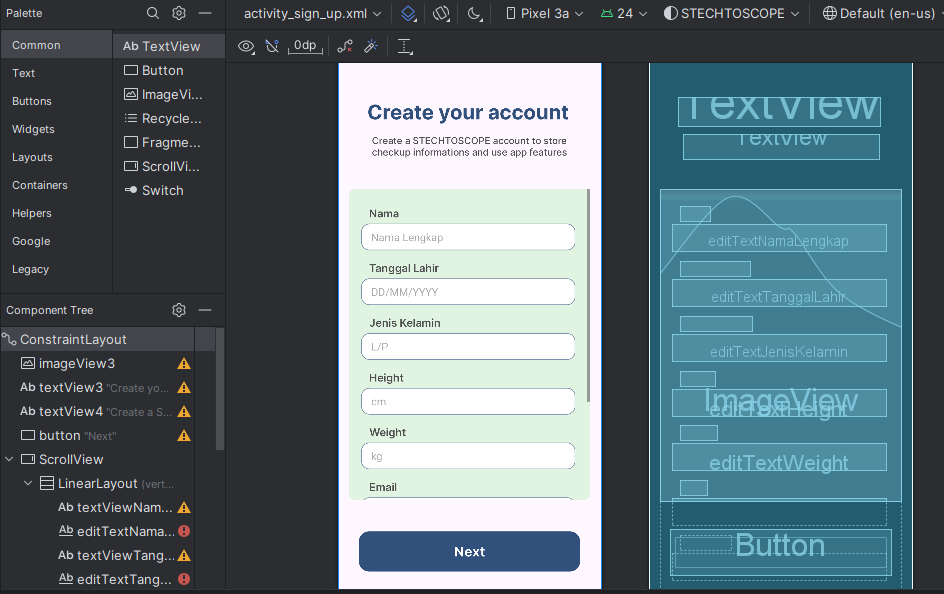 Palette
activity_sign_up.xml
Pixel 3a
24
STECHTOSCOPE
Default (en-us)
Common
Text
Buttons
Widgets
Layouts
Containers
Helpers
Google
Legacy
Ab TextView
Button
ImageVi...
Recycle...
Fragme...
ScrollVi...
Switch
0dp
Component Tree
ConstraintLayout
imageView3
Ab textView3 "Create yo...
Ab textView4 "Create a S...
button "Next"
ScrollView
LinearLayout (vert...
Ab textViewNam...
Ab editTextNama...
Ab textViewTang...
Ab editTextTang...
Create your account
Create a STECHTOSCOPE account to store
checkup informations and use app features
Nama
Nama Lengkap
Tanggal Lahir
DD/MM/YYYY
Jenis Kelamin
L/P
Height
cm
Weight
kg
Email
Next
TextView
TextView
editTextNamaLengkap
editTextTanggalLahir
editTextJenisKelamin
ImageView
editTextHeight
editTextWeight
Button